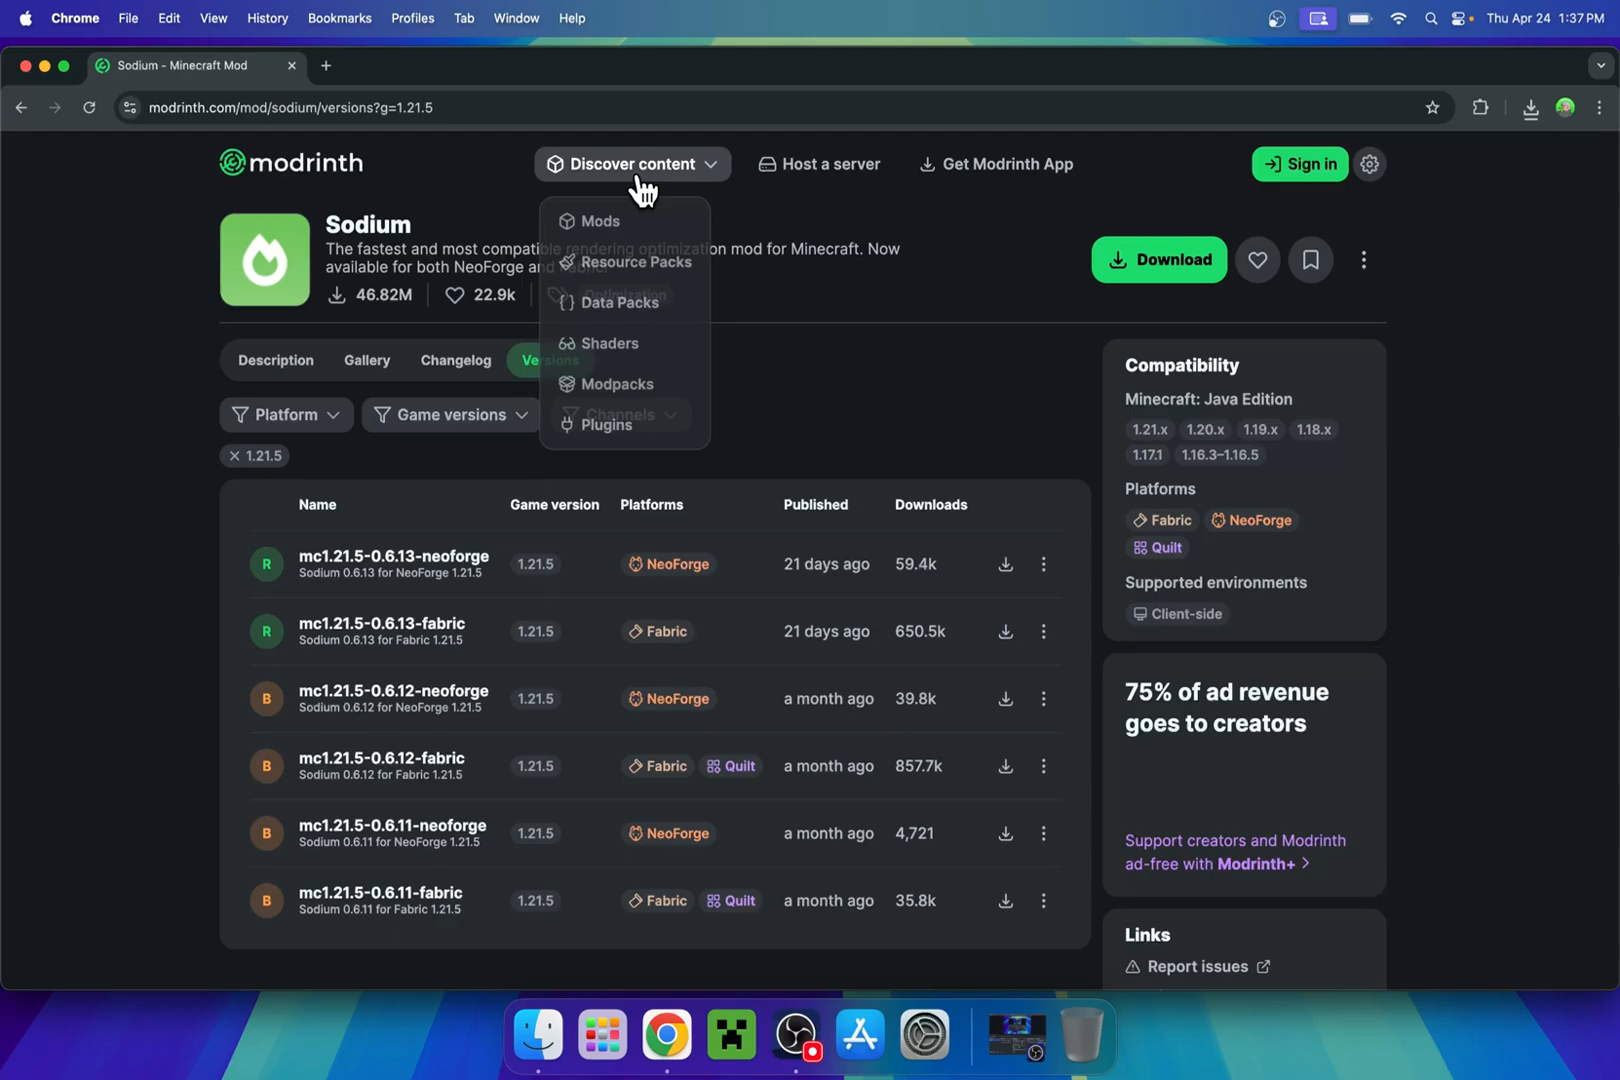 Chrome File Edit View History Bookmarks Profiles Tab Window Help Thu Apr 24 1:37 PM
Sodium - Minecraft Mod
modrinth.com/mod/sodium/versions?g=1.21.5
modrinth Discover content Host a server Get Modrinth App Sign in
Mods
Resource Packs
Data Packs
Shaders
Modpacks
Plugins
Sodium
The fastest and most compatible rendering optimization mod for Minecraft. Now
available for both NeoForge and
46.82M 22.9k Optimization
Download
Description Gallery Changelog Versions
Platform Game versions Channels
1.21.5
Name Game version Platforms Published Downloads
mc1.21.5-0.6.13-neoforge
Sodium 0.6.13 for NeoForge 1.21.5
R 1.21.5 NeoForge 21 days ago 59.4k
mc1.21.5-0.6.13-fabric
Sodium 0.6.13 for Fabric 1.21.5
R 1.21.5 Fabric 21 days ago 650.5k
mc1.21.5-0.6.12-neoforge
Sodium 0.6.12 for NeoForge 1.21.5
B 1.21.5 NeoForge a month ago 39.8k
mc1.21.5-0.6.12-fabric
Sodium 0.6.12 for Fabric 1.21.5
B 1.21.5 Fabric Quilt a month ago 857.7k
mc1.21.5-0.6.11-neoforge
Sodium 0.6.11 for NeoForge 1.21.5
B 1.21.5 NeoForge a month ago 4,721
mc1.21.5-0.6.11-fabric
Sodium 0.6.11 for Fabric 1.21.5
B 1.21.5 Fabric Quilt a month ago 35.8k
Compatibility
Minecraft: Java Edition
1.21.x 1.20.x 1.19.x 1.18.x
1.17.1 1.16.3–1.16.5
Platforms
Fabric NeoForge
Quilt
Supported environments
Client-side
75% of ad revenue
goes to creators
Support creators and Modrinth
ad-free with Modrinth+
Links
Report issues